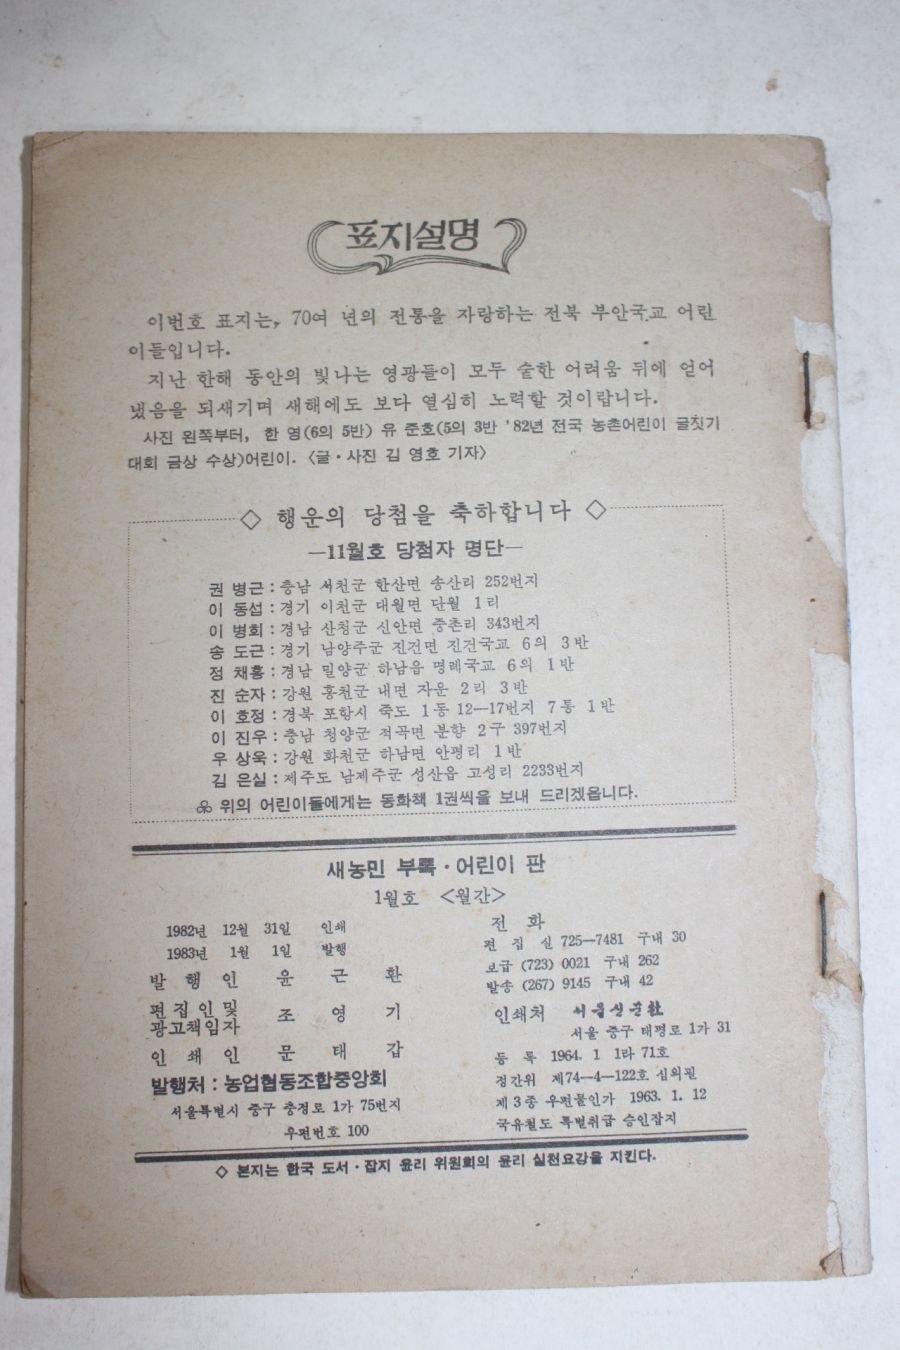 표지설명
이번호 표지는, 70여 년의 전통을 자랑하는 전북 부안국교 어린
이들입니다.
지난 한해 동안의 빛나는 영광들이 모두 숱한 어려움 뒤에 얻어
냈음을 되새기며 새해에도 보다 열심히 노력할 것이랍니다.
사진 왼쪽부터, 한 영(6의 5반) 유 준호(5의 3반 '82년 전국 농촌어린이 글짓기
대회 금상 수상)어린이. 〈글·사진 김 영호 기자〉
◇ 행운의 당첨을 축하합니다 ◇
—11월호 당첨자 명단—
권 병근 : 충남 서천군 한산면 송산리 252번지
이 동섭 : 경기 이천군 대월면 단월 1리
이 병희 : 경남 산청군 신안면 중촌리 343번지
송 도근 : 경기 남양주군 진건면 진건국교 6의 3반
정 채홍 : 경남 밀양군 하남읍 명례국교 6의 1반
진 순자 : 강원 홍천군 내면 자운 2리 3반
이 호정 : 경북 포항시 죽도 1동 12—17번지 7통 1반
이 진우 : 충남 청양군 적곡면 분향 2구 397번지
우 상욱 : 강원 화천군 하남면 안평리 1반
김 은실 : 제주도 남제주군 성산읍 고성리 2233번지
위의 어린이들에게는 동화책 1권씩을 보내 드리겠읍니다.
새농민 부록·어린이 판
1월호 <월간>
1982년 12월 31일 인쇄
1983년 1월 1일 발행
발 행 인 윤 근 환
편집인및
광고책임자 조 영 기
인 쇄 인 문 태 갑
발행처 : 농업협동조합중앙회
서울특별시 중구 충정로 1가 75번지
우편번호 100
전 화
편 집 실 725—7481 구내 30
보급 (723) 0021 구내 262
발송 (267) 9145 구내 42
인쇄처 서울신문사
서울 중구 태평로 1가 31
등 록 1964. 1 1라 71호
정간위 제74—4—122호 심의필
제3종 우편물인가 1963. 1. 12
국유철도 특별취급 승인잡지
◇ 본지는 한국 도서·잡지 윤리 위원회의 윤리 실천요강을 지킨다.